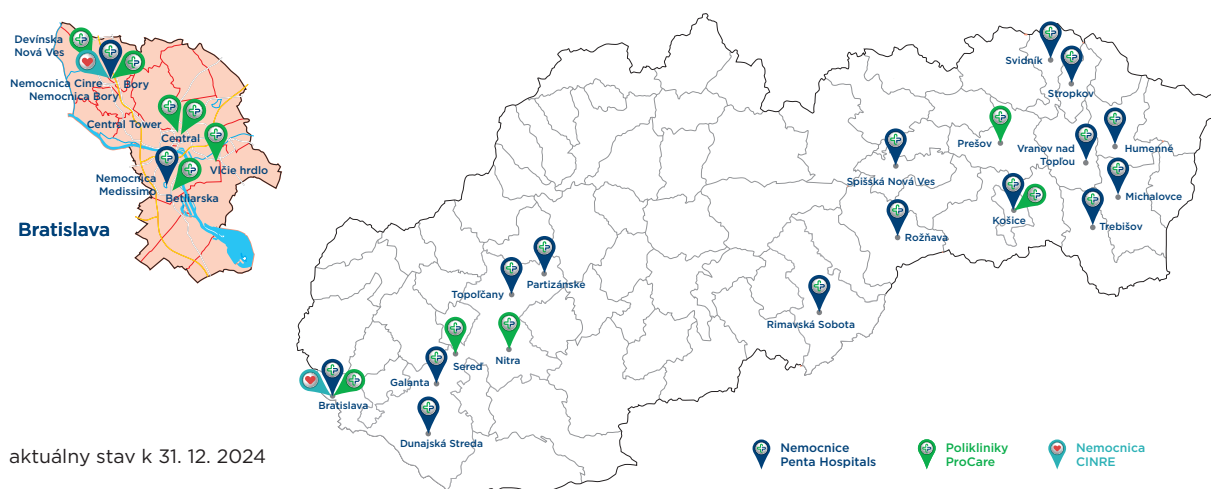 Devínska
Nová Ves
Nemocnica Cinre
Bory
Nemocnica Bory
Central Tower
Central
Vlčie hrdlo
Nemocnica
Medissimo
Betliarska
Bratislava
Svidník
Stropkov
Prešov
Vranov nad
Topľou
Humenné
Spišská Nová Ves
Michalovce
Košice
Trebišov
Rožňava
Partizánske
Topoľčany
Rimavská Sobota
Nitra
Sereď
Galanta
Bratislava
Dunajská Streda
aktuálny stav k 31. 12. 2024
Nemocnice
Penta Hospitals
Polikliniky
ProCare
Nemocnica
CINRE